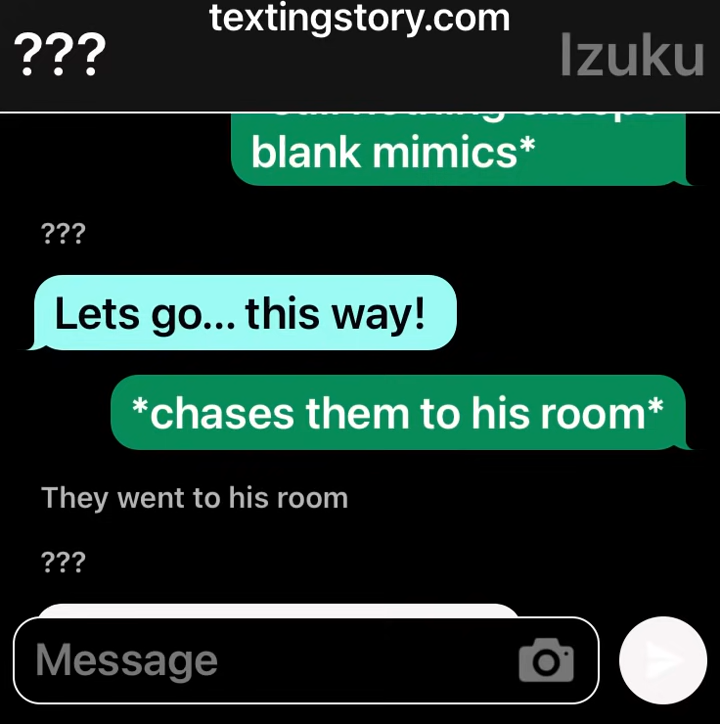 textingstory.com
??? Izuku
blank mimics*
???
Lets go... this way!
*chases them to his room*
They went to his room
???
Message